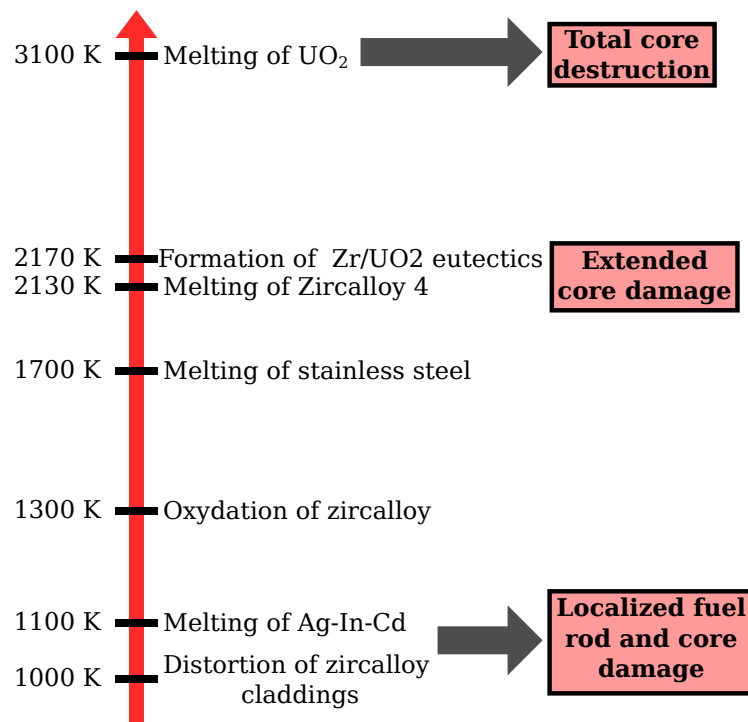 3100 K Melting of UO₂ Total core
destruction
2170 K Formation of Zr/UO2 eutectics Extended
2130 K Melting of Zircalloy 4 core damage
1700 K Melting of stainless steel
1300 K Oxydation of zircalloy
1100 K Melting of Ag-In-Cd Localized fuel
rod and core
damage
1000 K Distortion of zircalloy
claddings